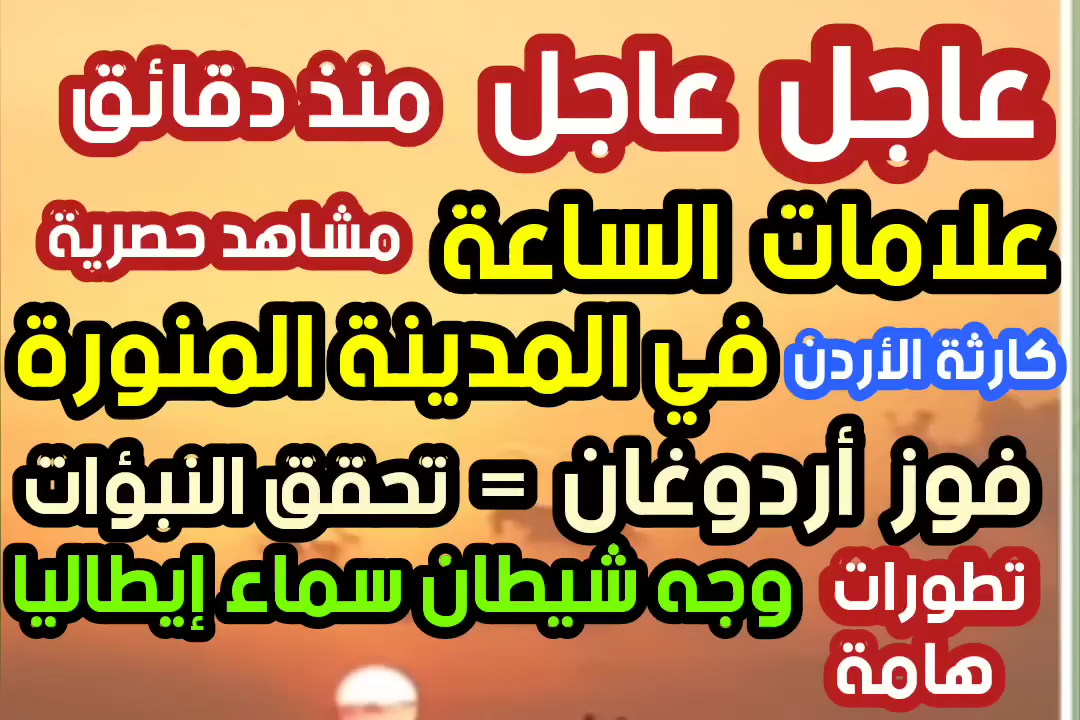 عاجل عاجل منذ دقائق
علامات الساعة مشاهد حصرية
كارثة الأردن في المدينة المنورة
فوز أردوغان = تحقق النبؤات
تطورات وجه شيطان سماء إيطاليا
هامة